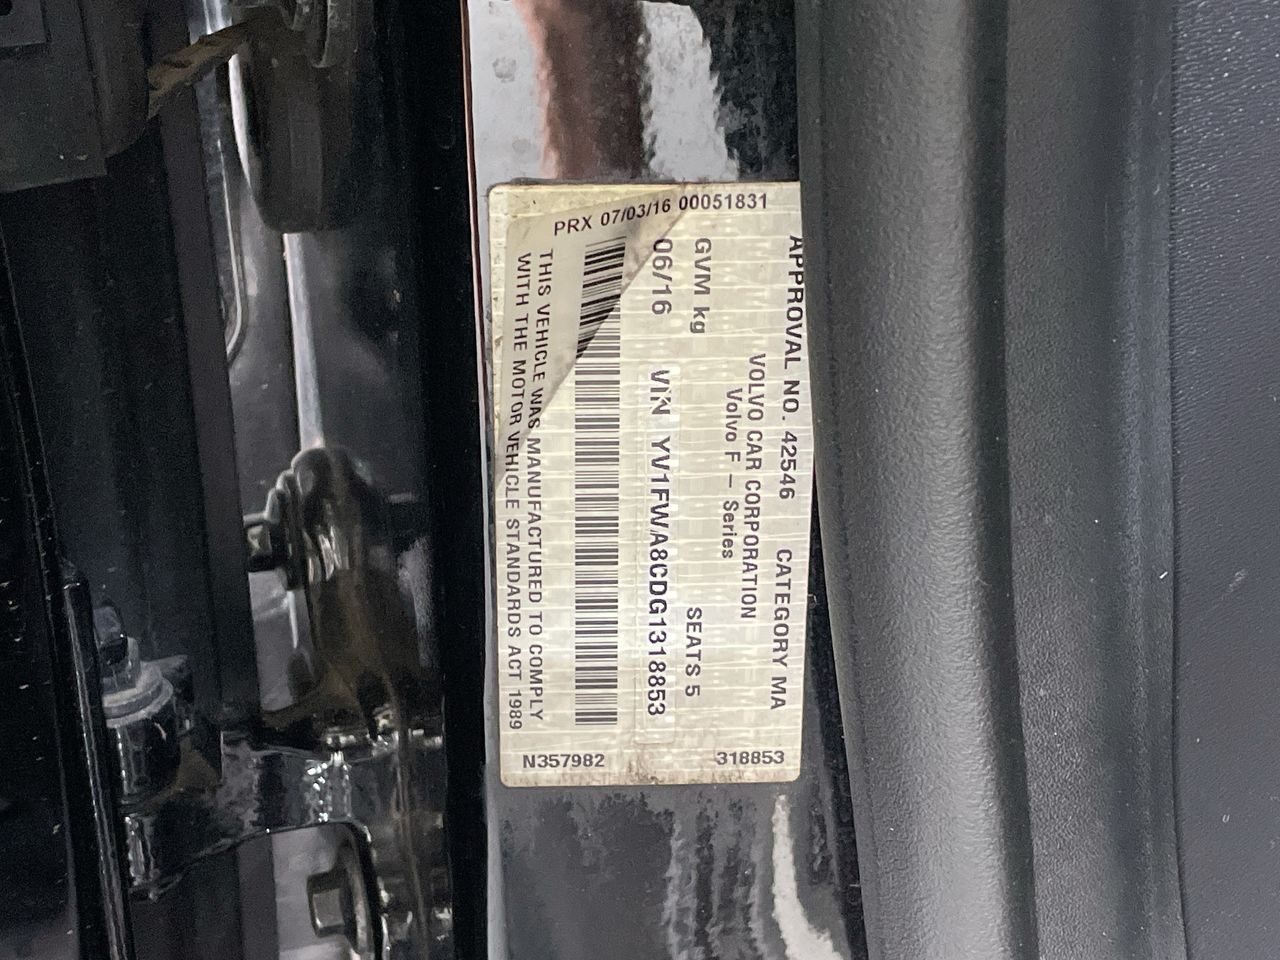 APPROVAL NO. 42546 CATEGORY MA
VOLVO CAR CORPORATION
Volvo F - Series
GVM kg SEATS 5
06/16 VIN YV1FWA8CDG1318853
THIS VEHICLE WAS MANUFACTURED TO COMPLY
WITH THE MOTOR VEHICLE STANDARDS ACT 1989
PRX 07/03/16 00051831
N357982
318853